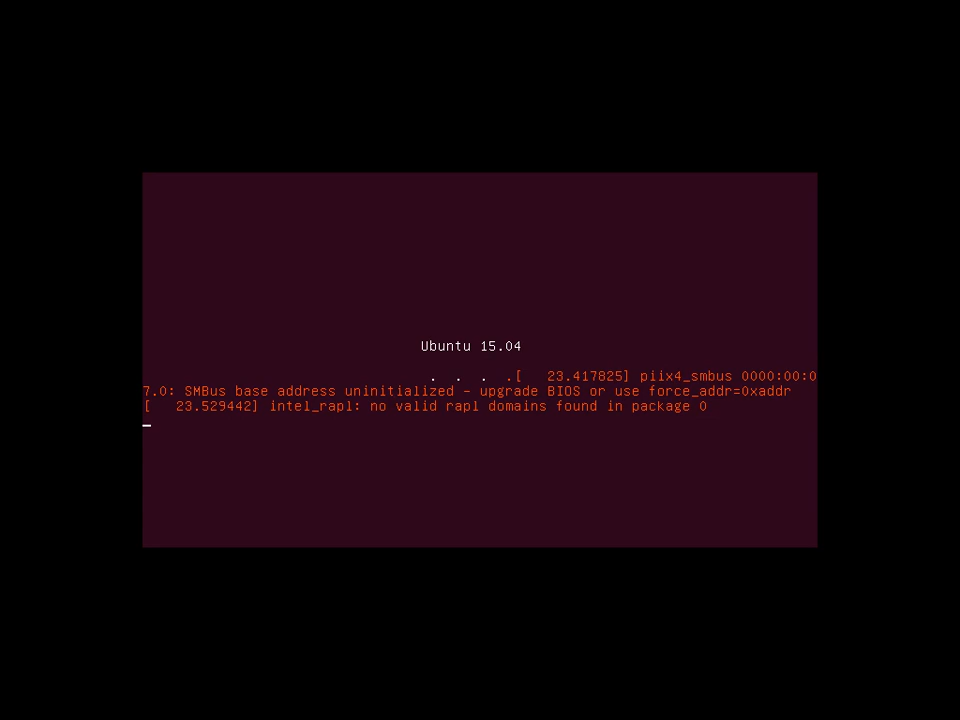 Ubuntu 15.04
. . . .[   23.417825] piix4_smbus 0000:00:0
7.0: SMBus base address uninitialized - upgrade BIOS or use force_addr=0xaddr
[   23.529442] intel_rapl: no valid rapl domains found in package 0